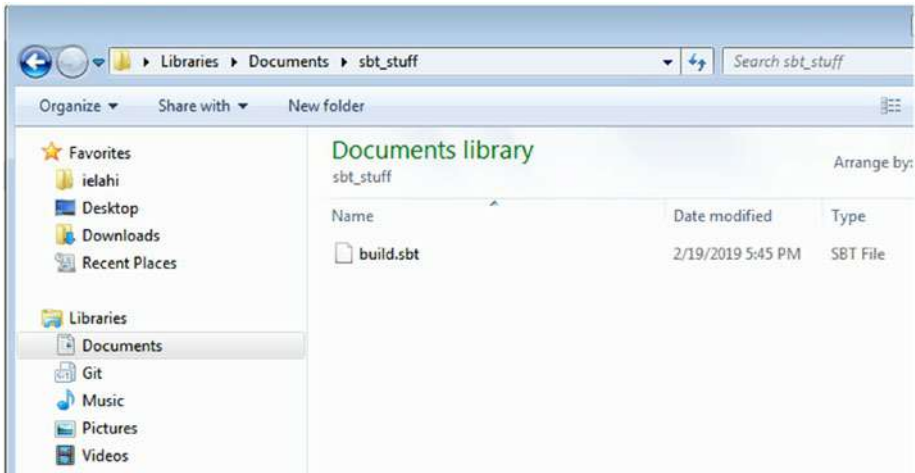 Libraries Documents sbt_stuff Search sbt_stuff
Organize Share with New folder
Favorites
ielahi
Desktop
Downloads
Recent Places
Libraries
Documents
Git
Music
Pictures
Videos
Documents library
sbt_stuff
Arrange by:
Name Date modified Type
build.sbt 2/19/2019 5:45 PM SBT File